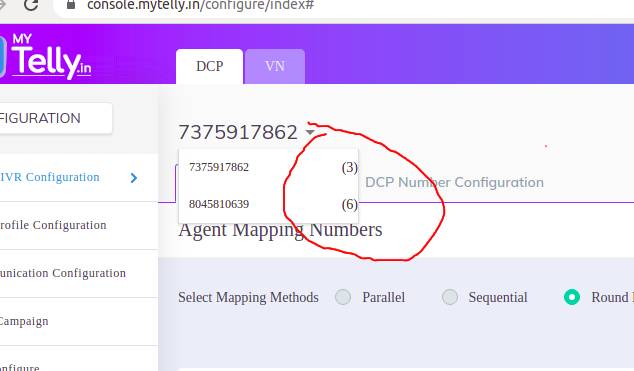 console.mytelly.in/configure/index#
MY
Telly.in
DCP
VN
FIGURATION
7375917862
7375917862 (3)
8045810639 (6)
IVR Configuration
DCP Number Configuration
rofile Configuration
Agent Mapping Numbers
unication Configuration
Select Mapping Methods Parallel Sequential Round
Campaign
onfigure